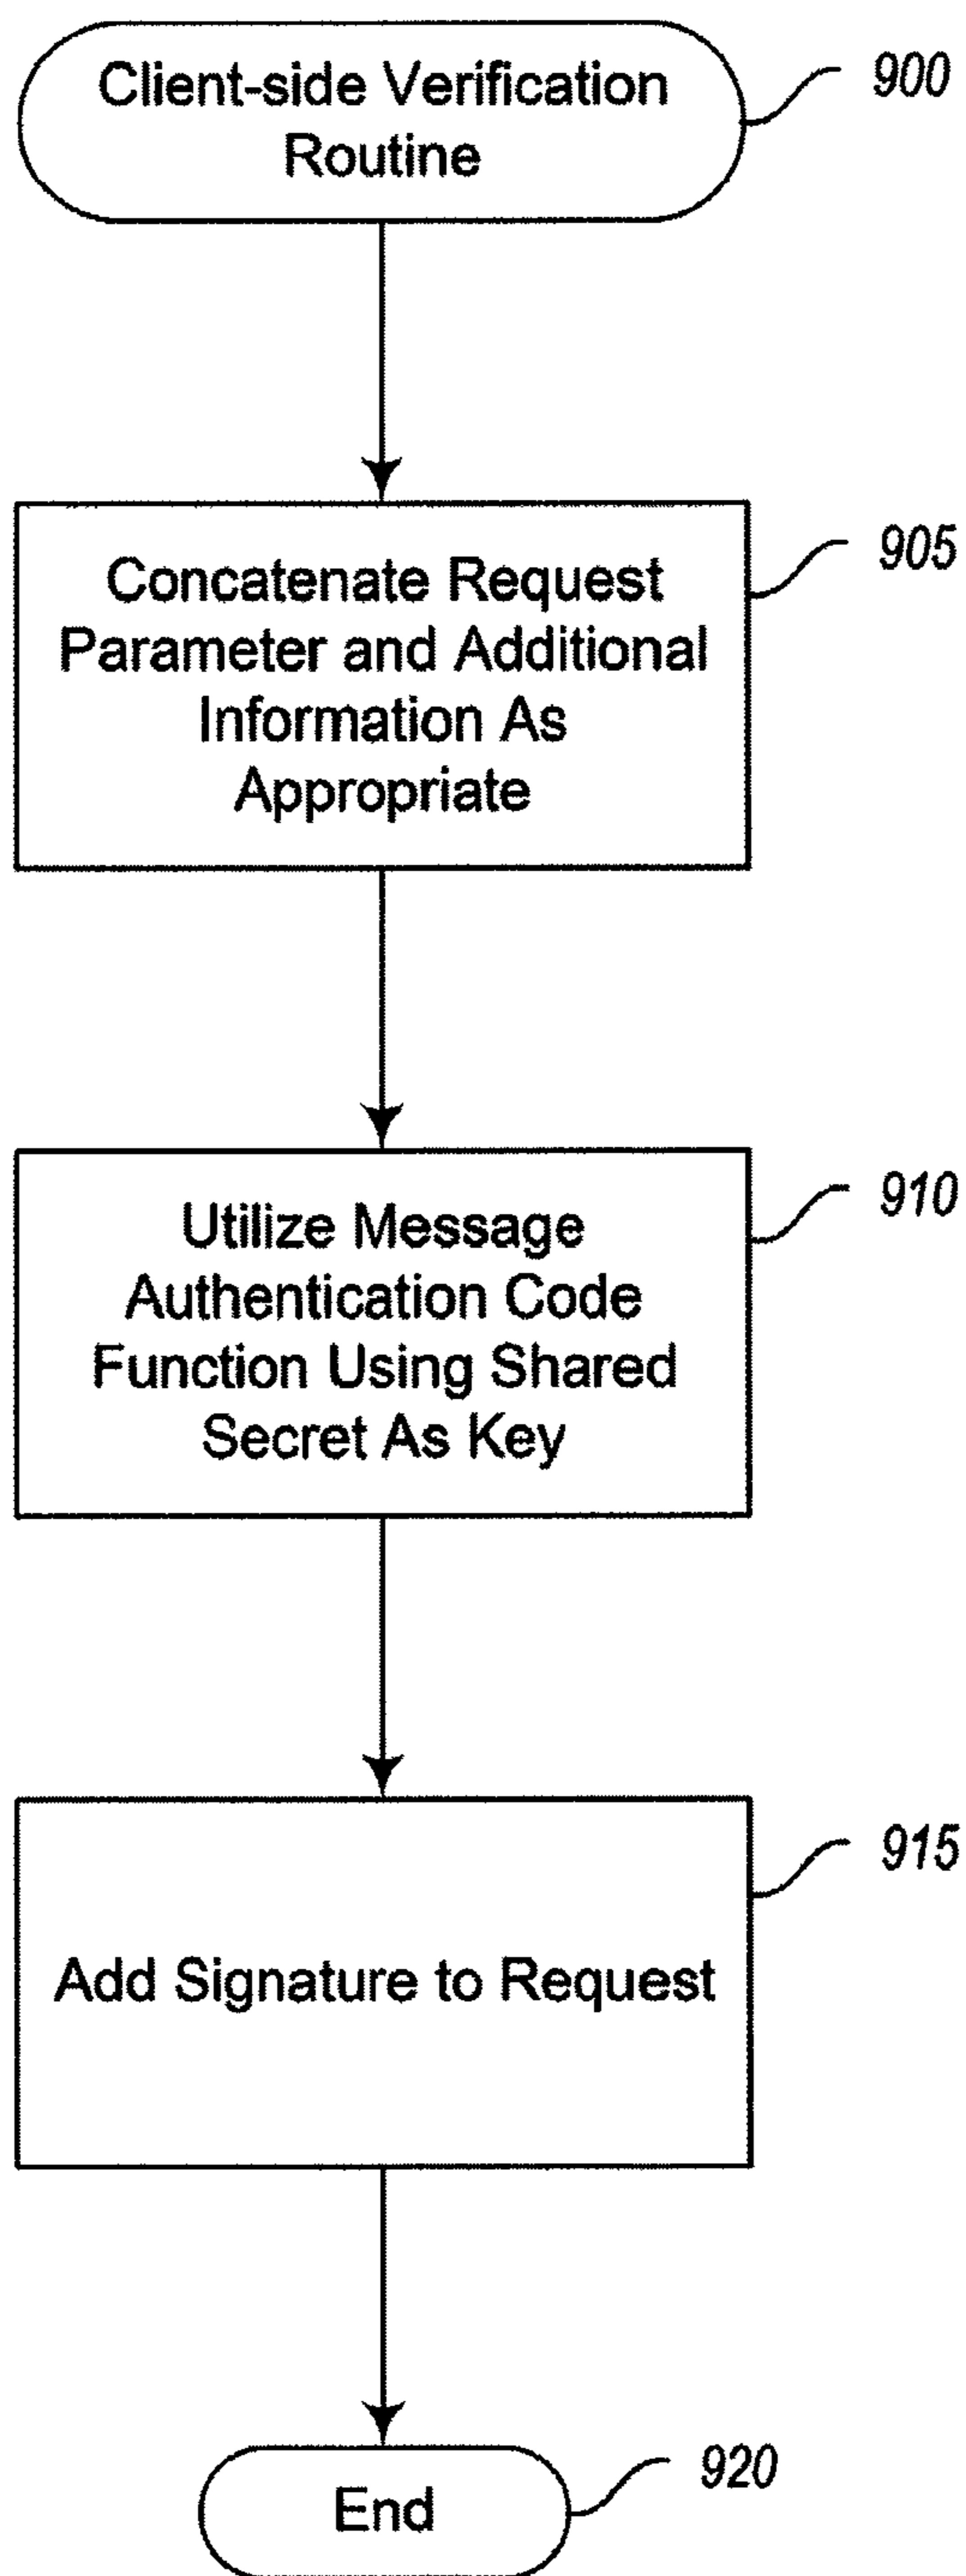 Client-side Verification
Routine
900
Concatenate Request
Parameter and Additional
Information As
Appropriate
905
Utilize Message
Authentication Code
Function Using Shared
Secret As Key
910
Add Signature to Request
915
End
920